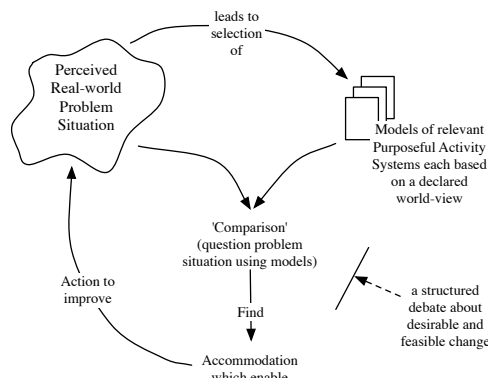 leads to
selection
of
Perceived
Real-world
Problem
Situation
Models of relevant
Purposeful Activity
Systems each based
on a declared
world-view
'Comparison'
(question problem
situation using models)
Action to
improve
Find
a structured
debate about
desirable and
feasible change
Accommodation
which enable